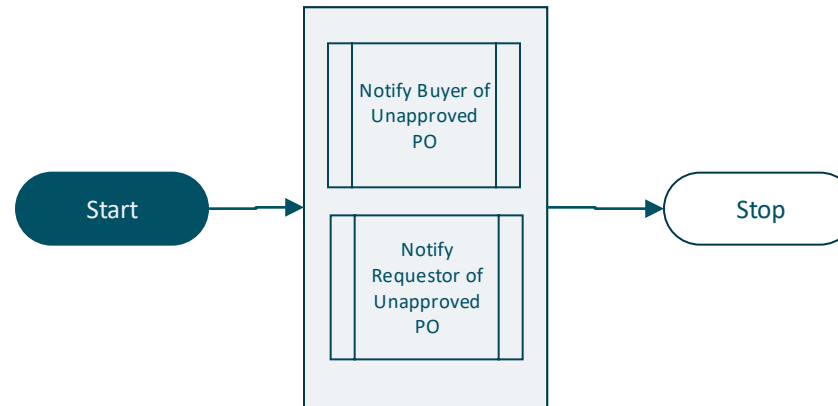 Notify Buyer of
Unapproved
PO
Start
Stop
Notify
Requestor of
Unapproved
PO